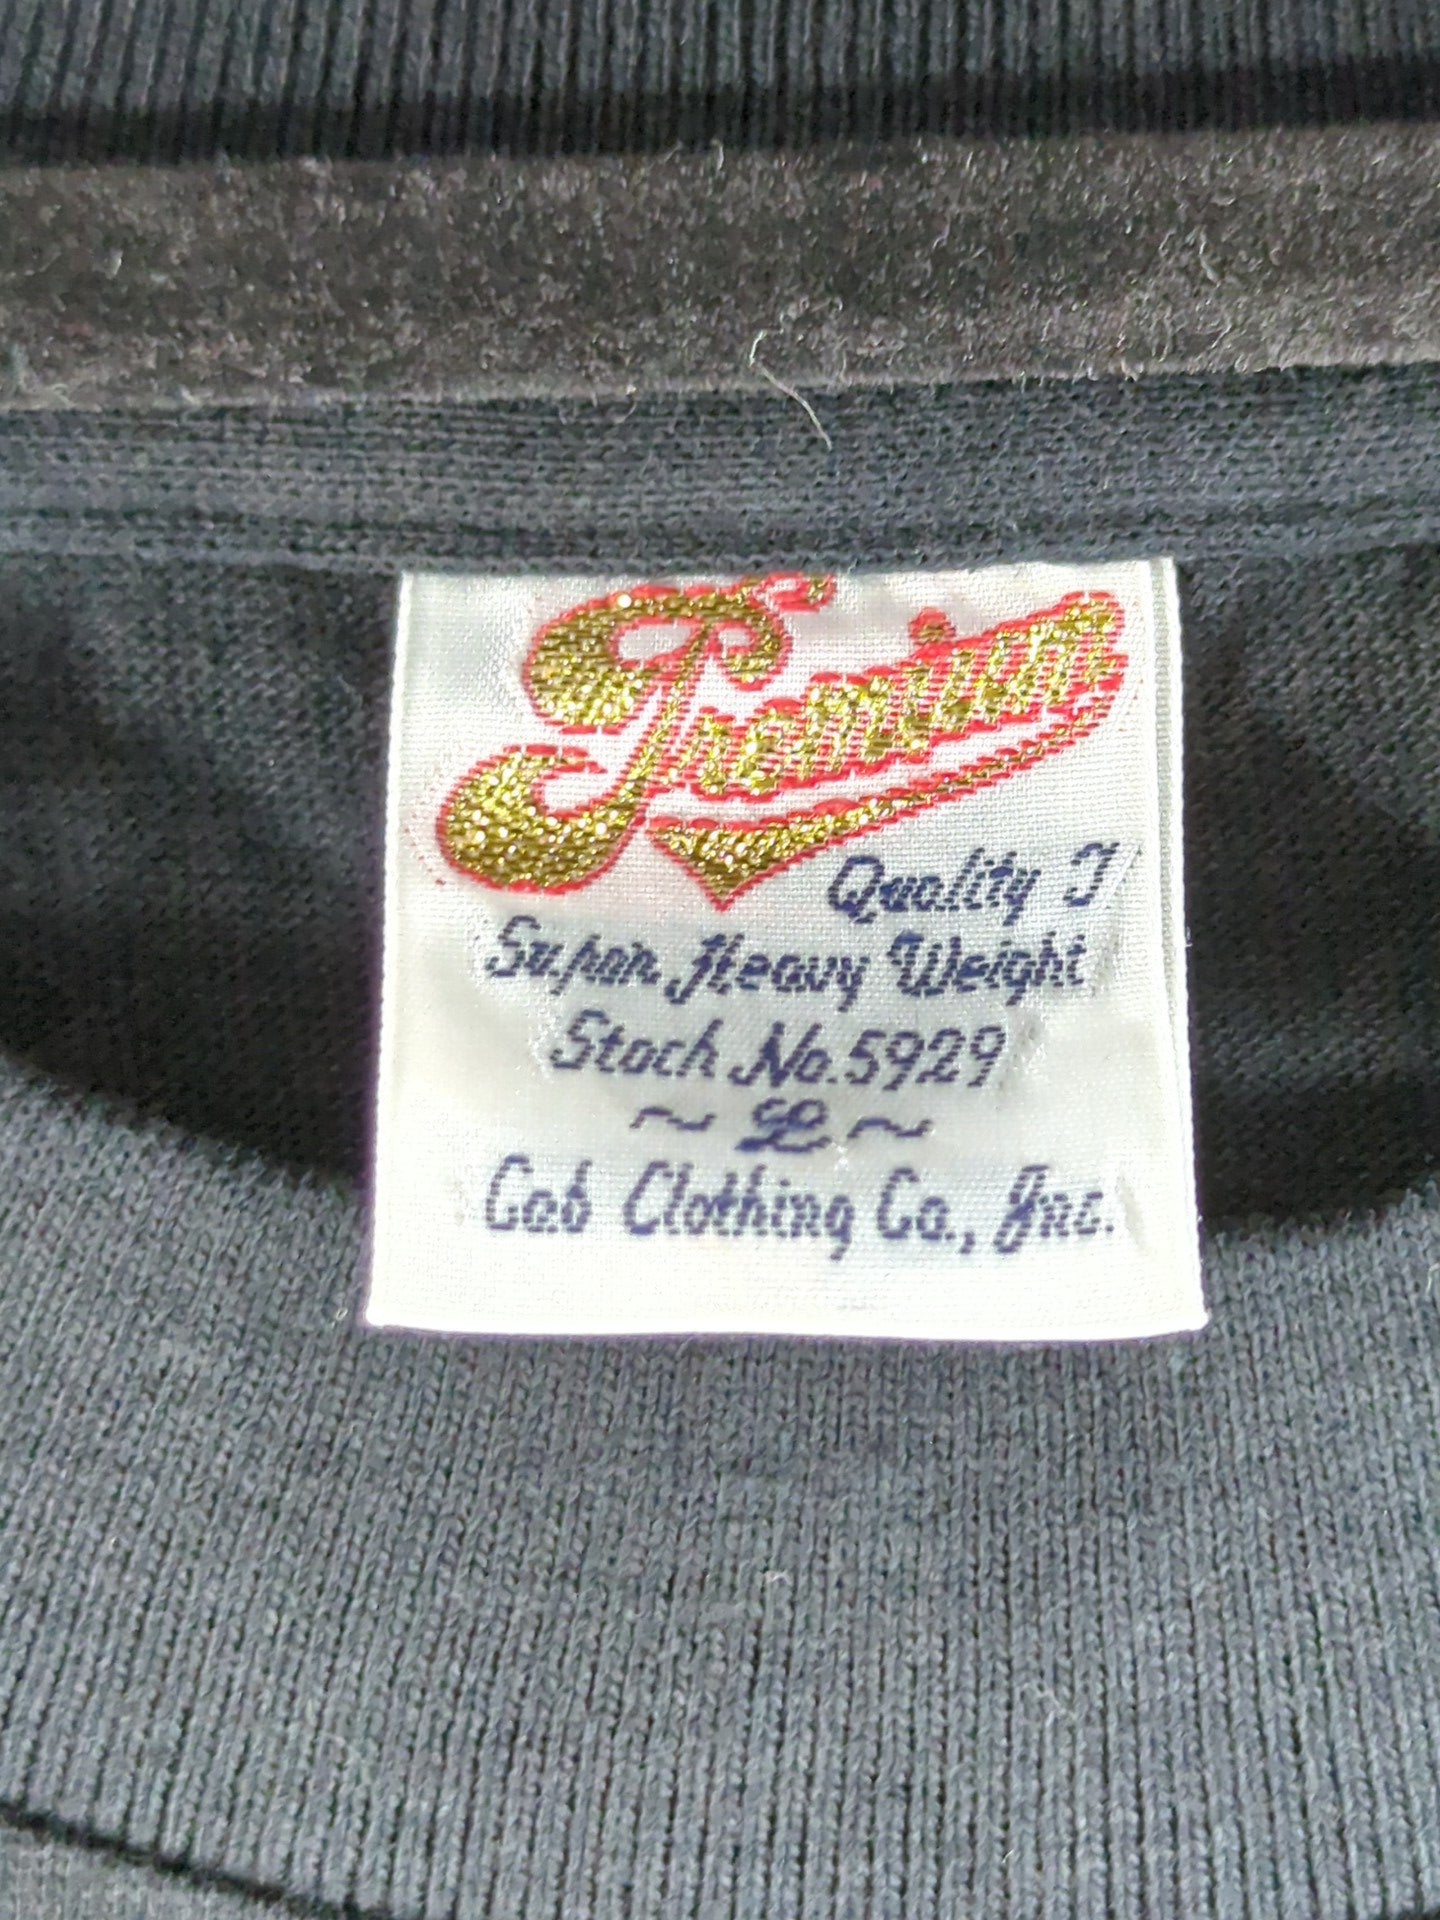 Premium
Quality T
Super Heavy Weight
Stock No.5929
Cab Clothing Co., Inc.